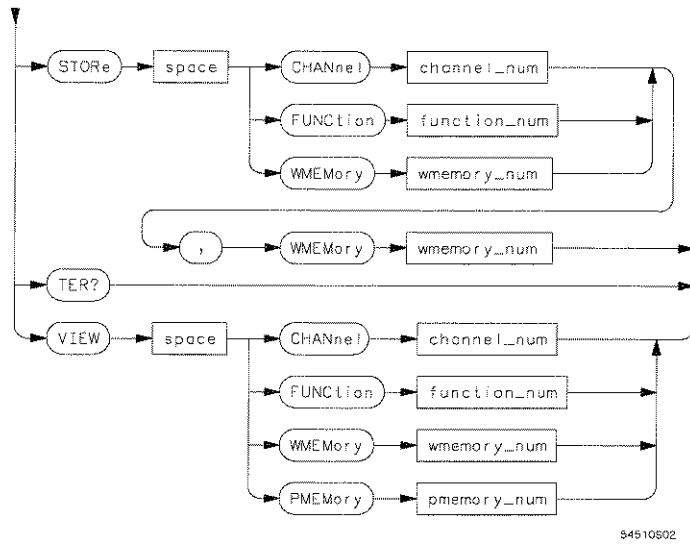 STORe space CHANnel channel_num
FUNCtion function_num
WMEMory wmemory_num
, WMEMory wmemory_num
TER?
VIEW space CHANnel channel_num
FUNCtion function_num
WMEMory wmemory_num
PMEMory pmemory_num
54510S02